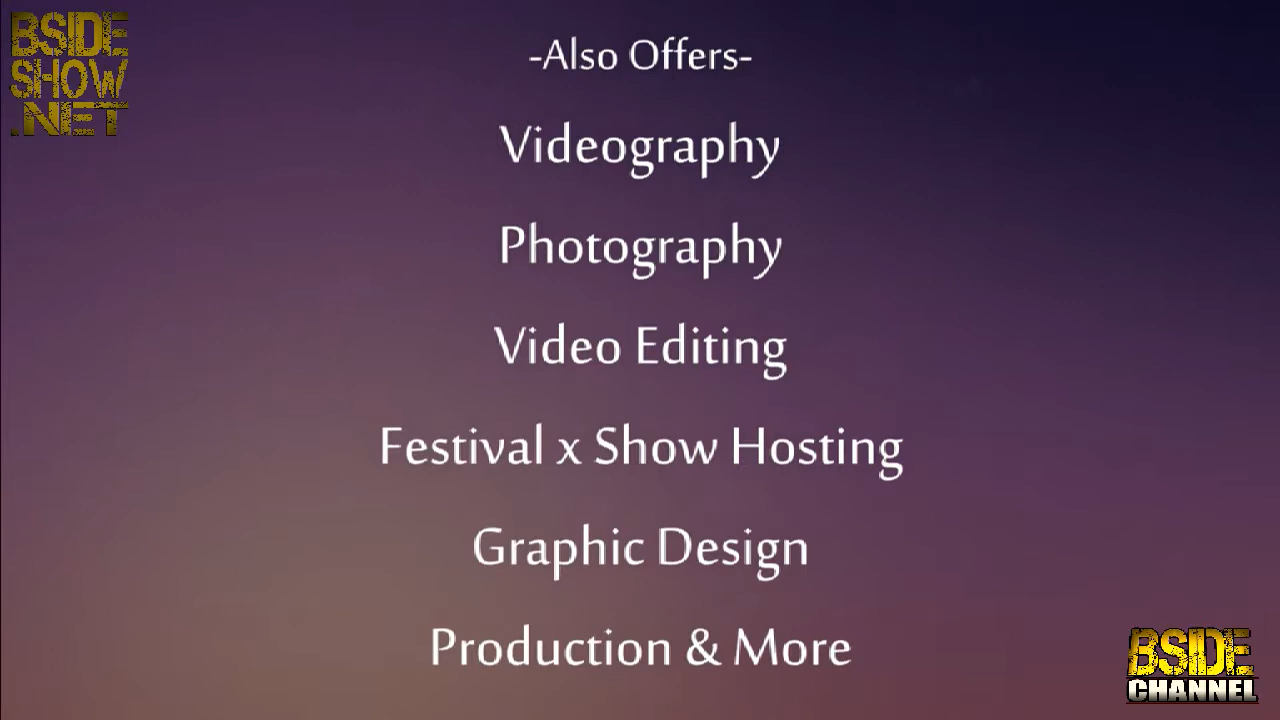 BSIDE
SHOW
.NET
-Also Offers-
Videography
Photography
Video Editing
Festival x Show Hosting
Graphic Design
Production & More
BSIDE
CHANNEL